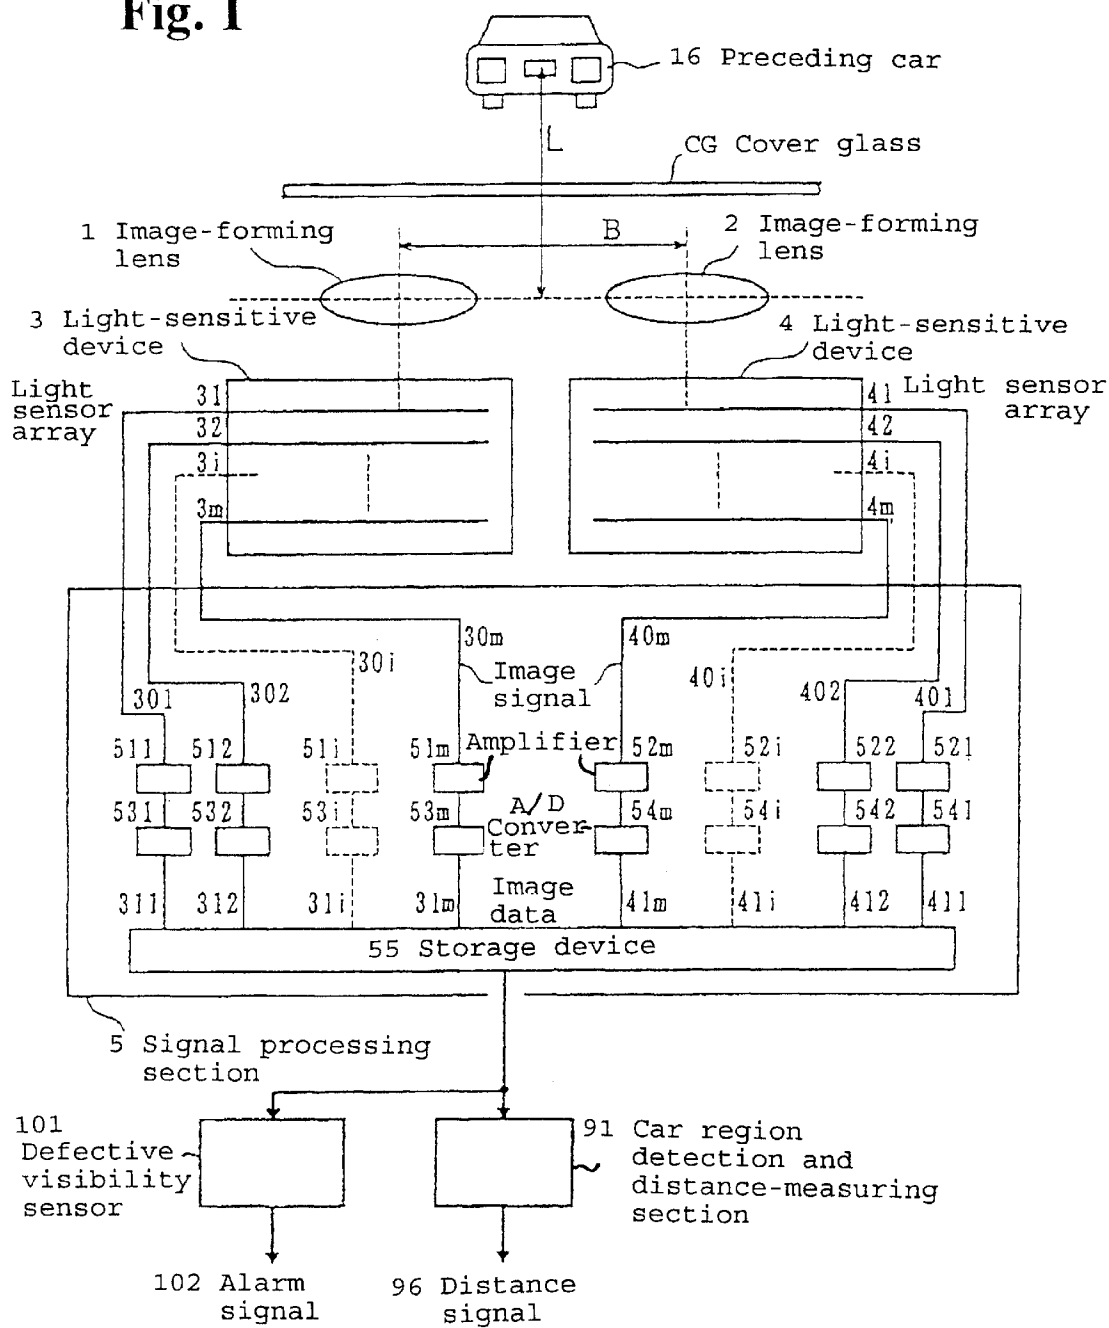 Fig. 1
16 Preceding car
L
CG Cover glass
B
1 Image-forming
lens
2 Image-forming
lens
3 Light-sensitive
device
4 Light-sensitive
device
Light
sensor
array
31
32
3i
3m
41
42
4i
4m
Light sensor
array
30m
40m
30i
Image
signal
40i
301
302
402
401
511
512
51i
51m
Amplifier
52m
52i
522
521
531
532
53i
53m
A/D
Conver-
ter
54m
54i
542
541
311
312
31i
31m
Image
data
41m
41i
412
411
55 Storage device
5 Signal processing
section
101
Defective
visibility
sensor
91 Car region
detection and
distance-measuring
section
102 Alarm
signal
96 Distance
signal